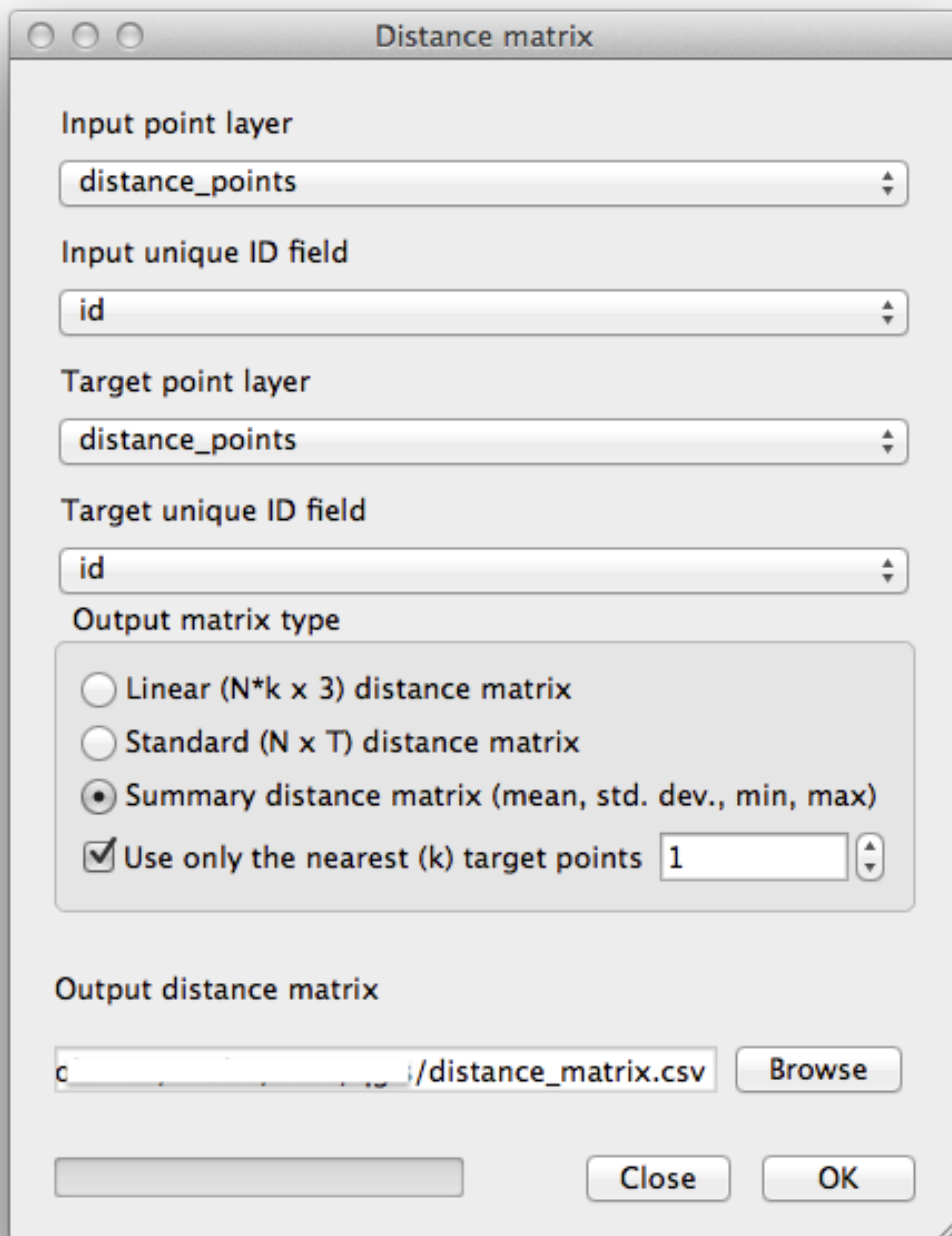 Distance matrix
Input point layer
distance_points
Input unique ID field
id
Target point layer
distance_points
Target unique ID field
id
Output matrix type
Linear (N*k x 3) distance matrix
Standard (N x T) distance matrix
Summary distance matrix (mean, std. dev., min, max)
Use only the nearest (k) target points 1
Output distance matrix
/distance_matrix.csv Browse
Close OK